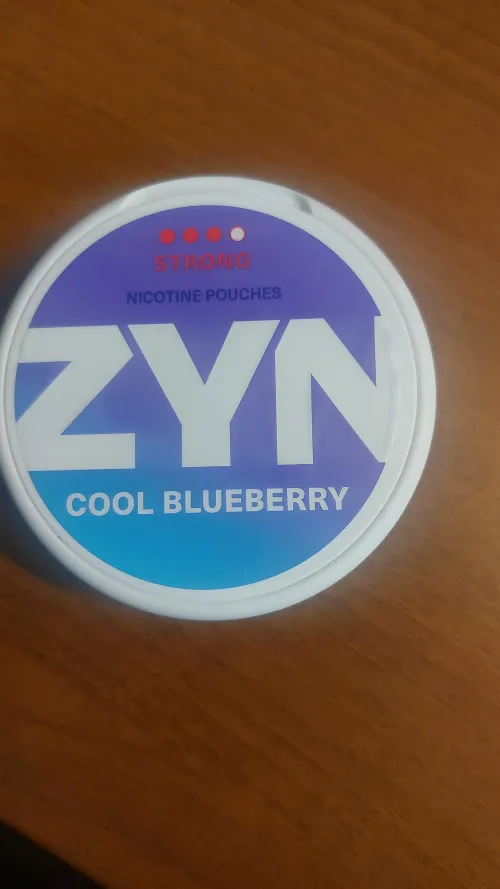 STRONG
NICOTINE POUCHES
ZYN
COOL BLUEBERRY